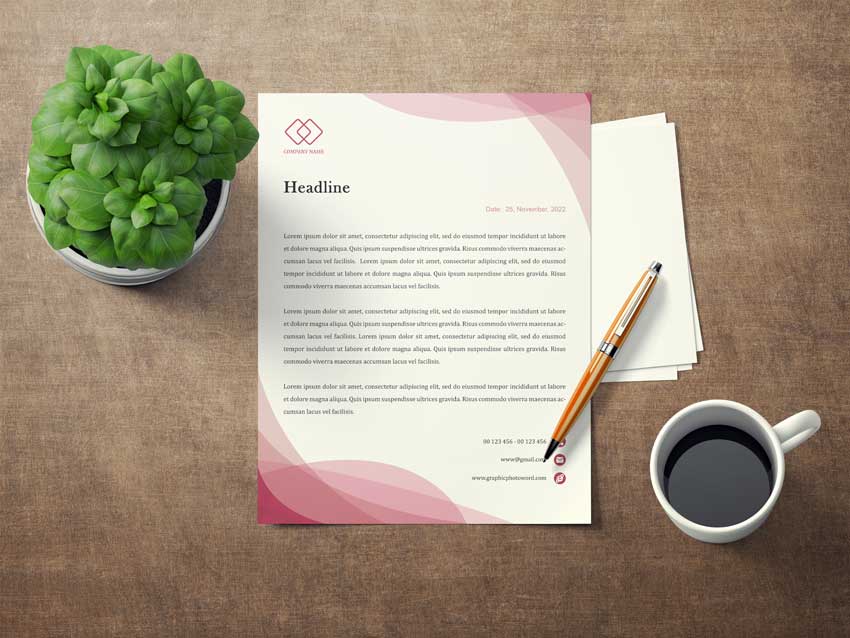 COMPANY NAME
Headline
Date: 25, November, 2022
Lorem ipsum dolor sit amet, consectetur adipiscing elit, sed do eiusmod tempor incididunt ut labore
et dolore magna aliqua. Quis ipsum suspendisse ultrices gravida. Risus commodo viverra maecenas ac-
cumsan lacus vel facilisis.  Lorem ipsum dolor sit amet, consectetur adipiscing elit, sed do eiusmod
tempor incididunt ut labore et dolore magna aliqua. Quis ipsum suspendisse ultrices gravida. Risus
commodo viverra maecenas accumsan lacus vel facilisis.
Lorem ipsum dolor sit amet, consectetur adipiscing elit, sed do eiusmod tempor incididunt ut labore
et dolore magna aliqua. Quis ipsum suspendisse ultrices gravida. Risus commodo viverra maecenas ac-
cumsan lacus vel facilisis. Lorem ipsum dolor sit amet, consectetur adipiscing elit, sed do eiusmod
tempor incididunt ut labore et dolore magna aliqua. Quis ipsum suspendisse ultrices gravida. Risus
commodo viverra maecenas accumsan lacus vel facilisis.
Lorem ipsum dolor sit amet, consectetur adipiscing elit, sed do eiusmod tempor incididunt ut labore
et dolore magna aliqua. Quis ipsum suspendisse ultrices gravida. Risus commodo viverra maecenas ac-
cumsan lacus vel facilisis.
00 123 456 - 00 123 456
www@gmail.com
www.graphicphotoword.com